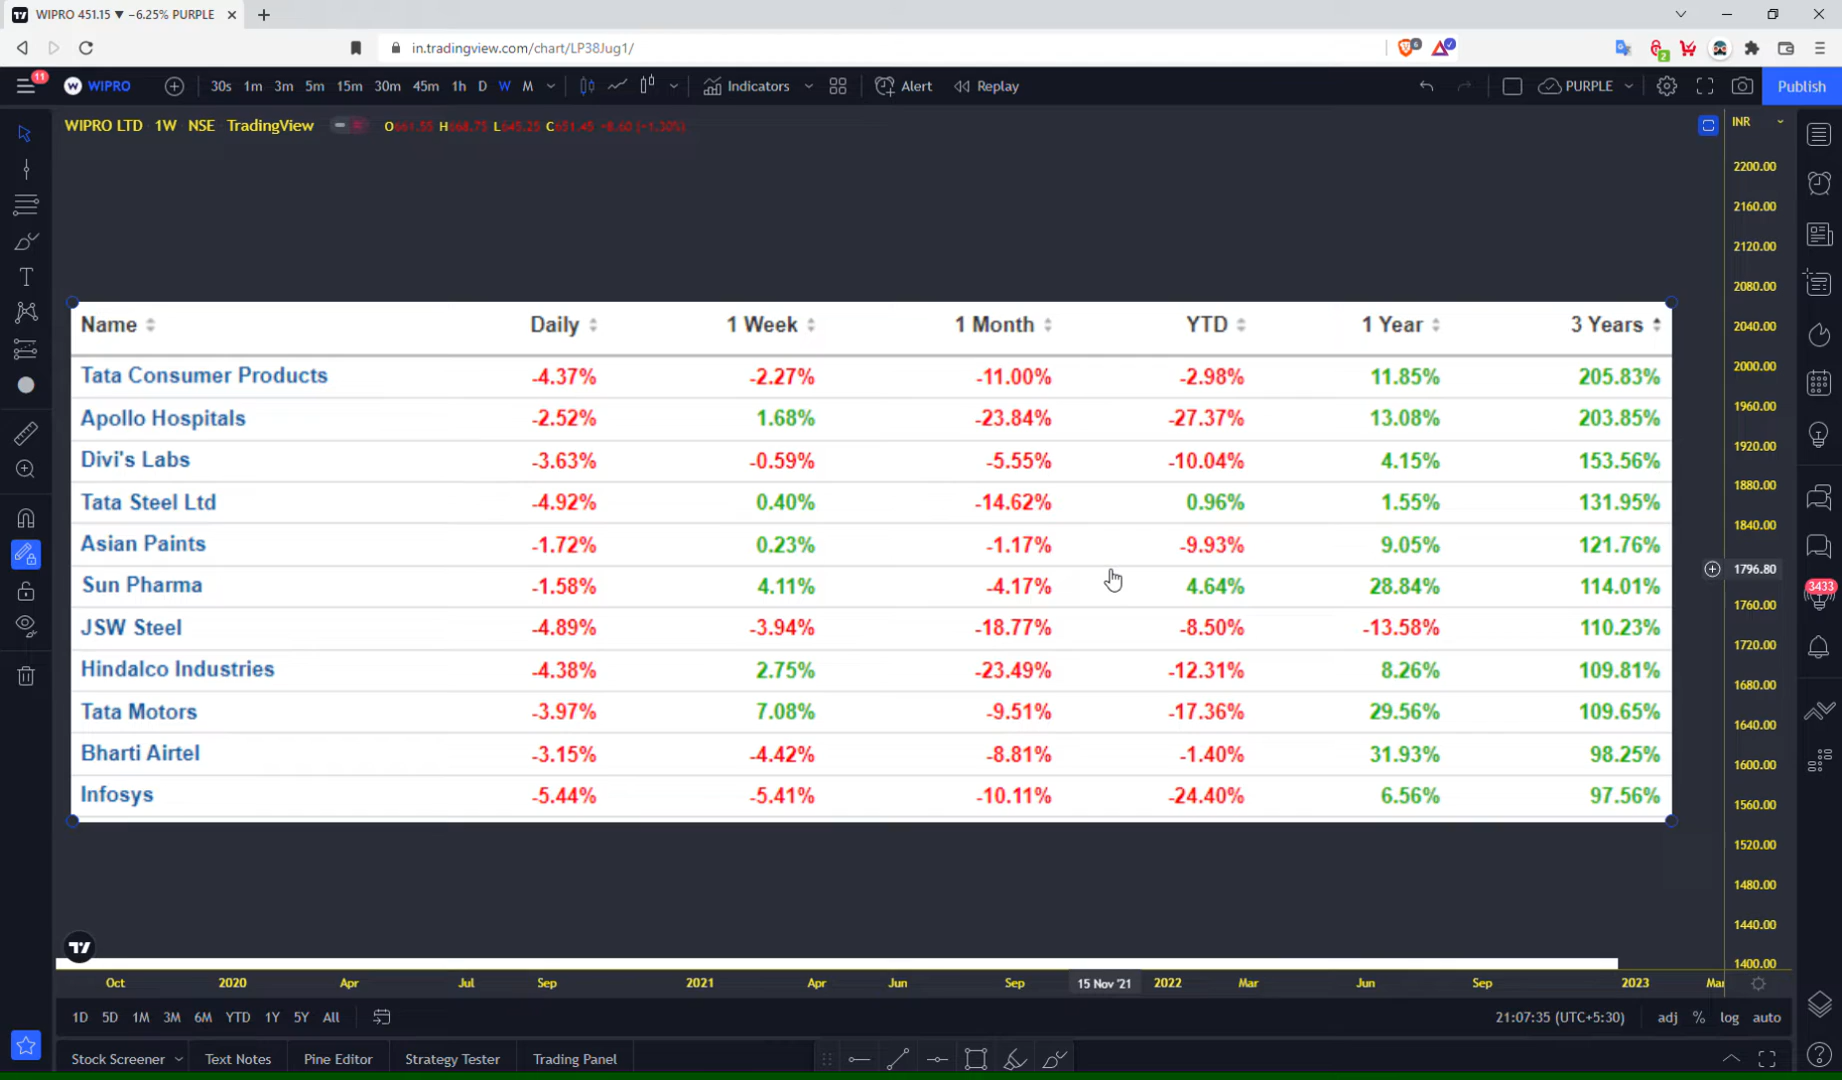 WIPRO 451.15 ▼ −6.25% PURPLE
in.tradingview.com/chart/LP38Jug1/
11 WIPRO 30s 1m 3m 5m 15m 30m 45m 1h D W M Indicators Alert Replay PURPLE Publish
WIPRO LTD 1W NSE TradingView O661.55 H668.75 L645.25 C651.45 −8.60 (−1.30%) INR
2200.00
2160.00
2120.00
2080.00
2040.00
2000.00
1960.00
1920.00
1880.00
1840.00
1796.80
1760.00
1720.00
1680.00
1640.00
1600.00
1560.00
1520.00
1480.00
1440.00
1400.00
3433
Name Daily 1 Week 1 Month YTD 1 Year 3 Years
Tata Consumer Products -4.37% -2.27% -11.00% -2.98% 11.85% 205.83%
Apollo Hospitals -2.52% 1.68% -23.84% -27.37% 13.08% 203.85%
Divi's Labs -3.63% -0.59% -5.55% -10.04% 4.15% 153.56%
Tata Steel Ltd -4.92% 0.40% -14.62% 0.96% 1.55% 131.95%
Asian Paints -1.72% 0.23% -1.17% -9.93% 9.05% 121.76%
Sun Pharma -1.58% 4.11% -4.17% 4.64% 28.84% 114.01%
JSW Steel -4.89% -3.94% -18.77% -8.50% -13.58% 110.23%
Hindalco Industries -4.38% 2.75% -23.49% -12.31% 8.26% 109.81%
Tata Motors -3.97% 7.08% -9.51% -17.36% 29.56% 109.65%
Bharti Airtel -3.15% -4.42% -8.81% -1.40% 31.93% 98.25%
Infosys -5.44% -5.41% -10.11% -24.40% 6.56% 97.56%
Oct 2020 Apr Jul Sep 2021 Apr Jun Sep 15 Nov '21 2022 Mar Jun Sep 2023 Mar
1D 5D 1M 3M 6M YTD 1Y 5Y All 21:07:35 (UTC+5:30) adj % log auto
Stock Screener Text Notes Pine Editor Strategy Tester Trading Panel